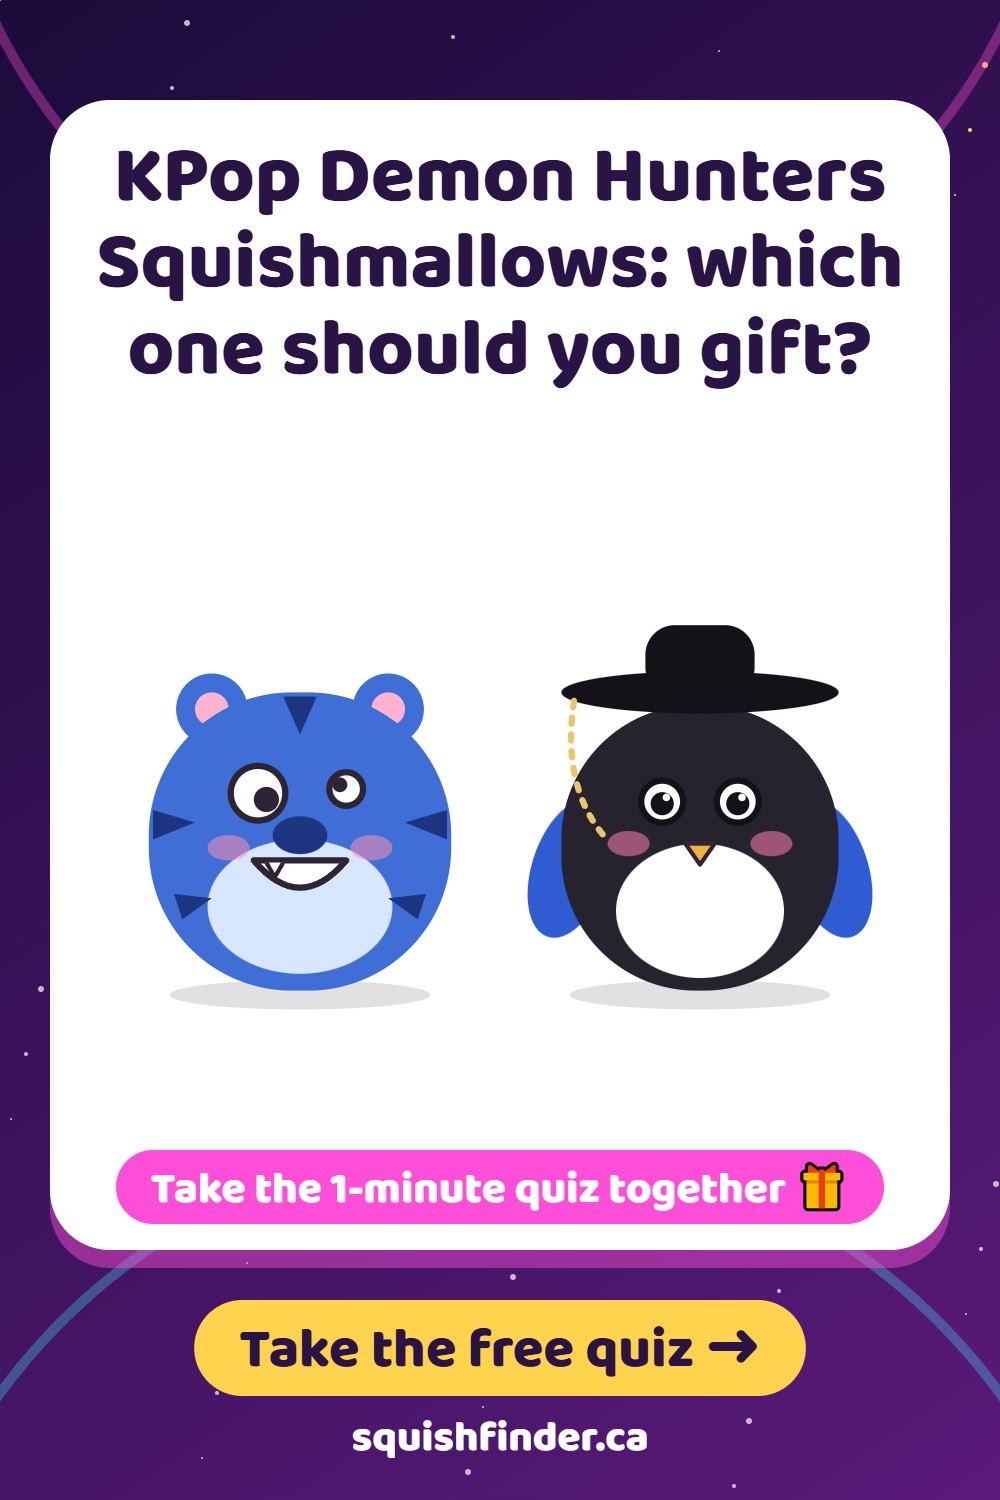 KPop Demon Hunters
Squishmallows: which
one should you gift?
Take the 1-minute quiz together
Take the free quiz →
squishfinder.ca